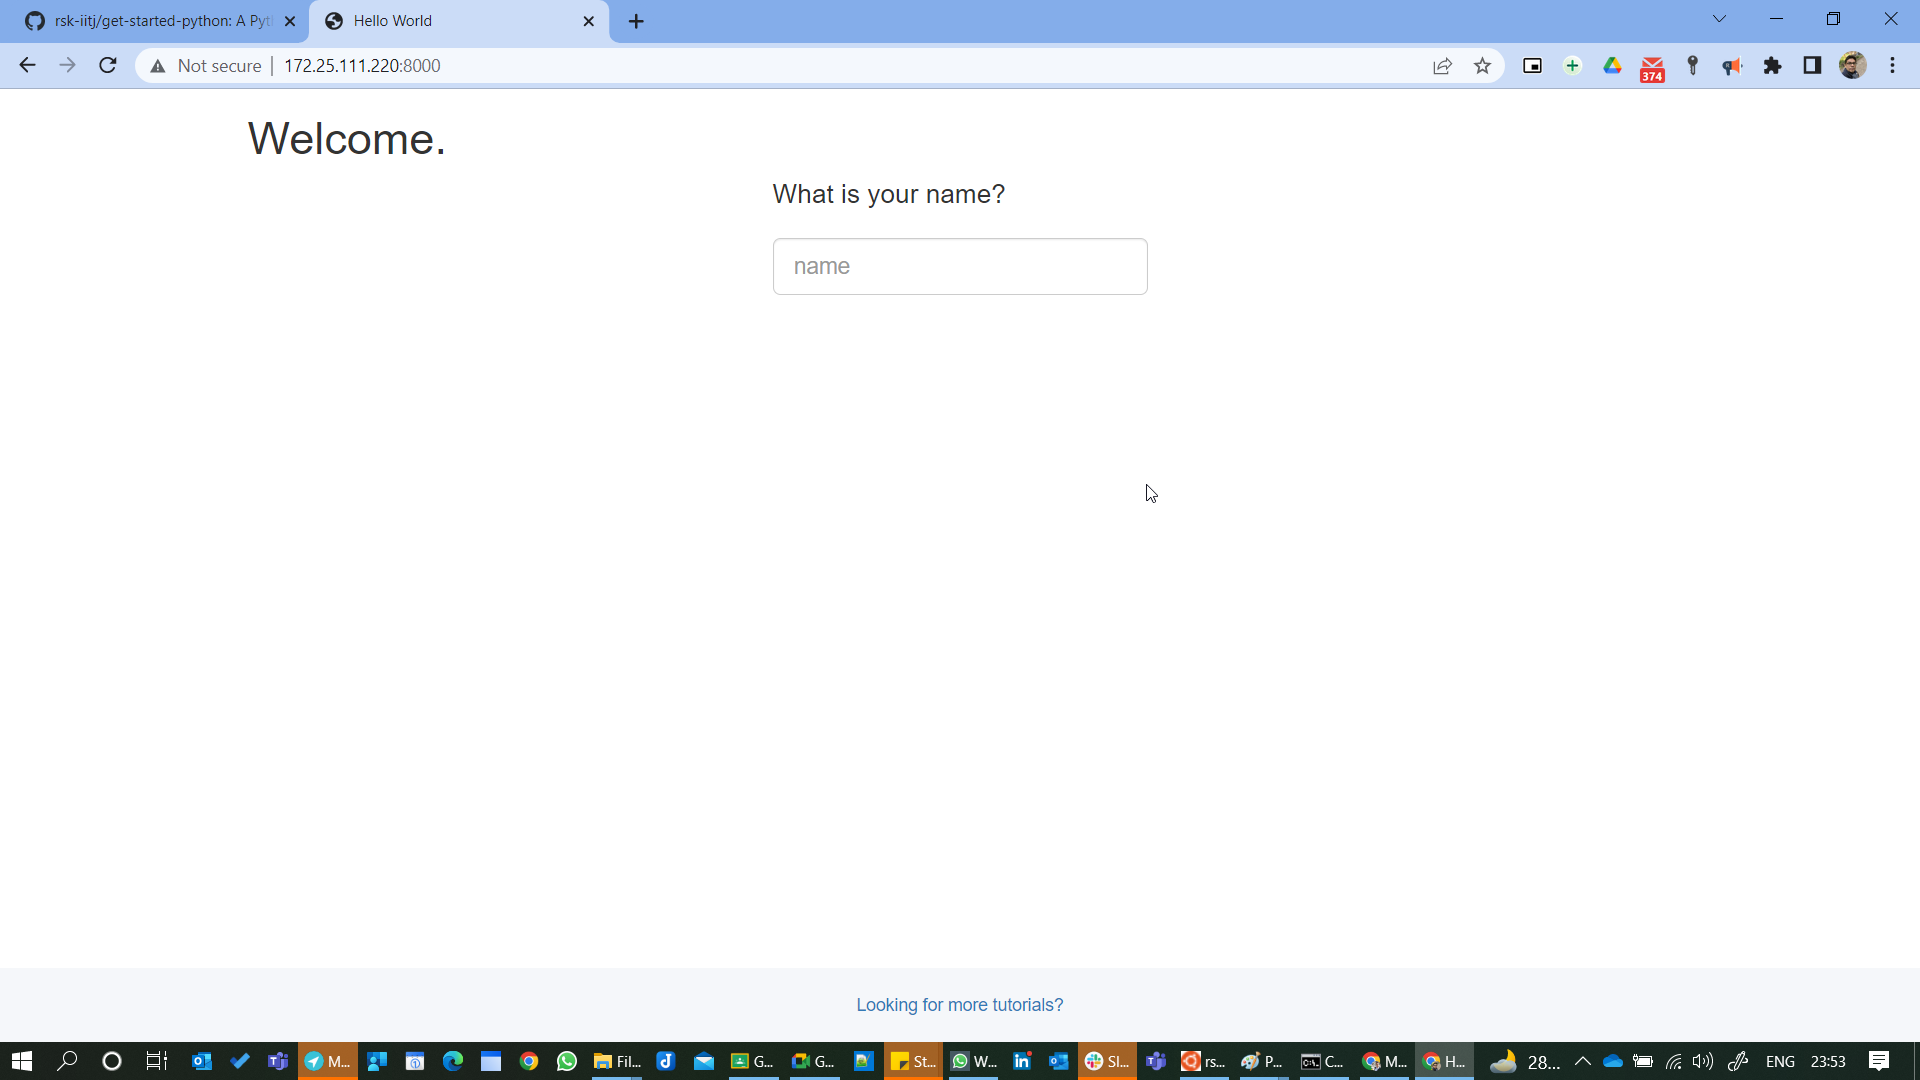 rsk-iitj/get-started-python: A Pyt
Hello World
Not secure
172.25.111.220:8000
374
Welcome.
What is your name?
name
Looking for more tutorials?
M...
Fil...
G...
G...
St...
W...
Sl...
rs...
P...
C...
M...
H...
28...
ENG
23:53